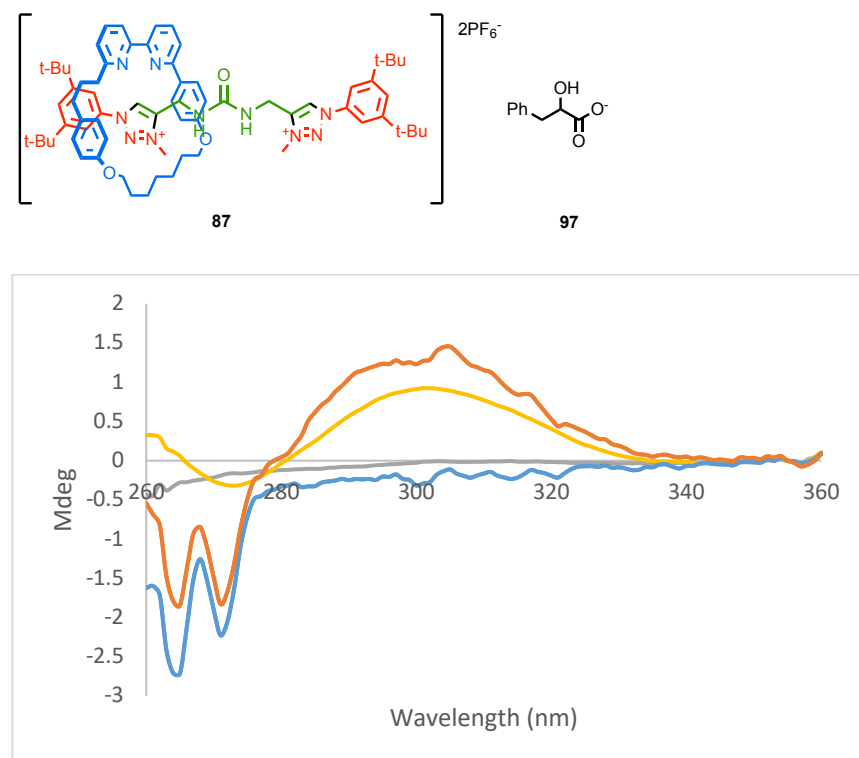 2PF6-
t-Bu
N
N
O
t-Bu
t-Bu
OH
N
N
N
N
H
N
H
Ph
O-
N
+
O
N
+
N
N
O
t-Bu
O
t-Bu
87
97
2
1.5
1
0.5
0
-0.5
-1
-1.5
-2
-2.5
-3
260
280
300
320
340
360
Mdeg
Wavelength (nm)